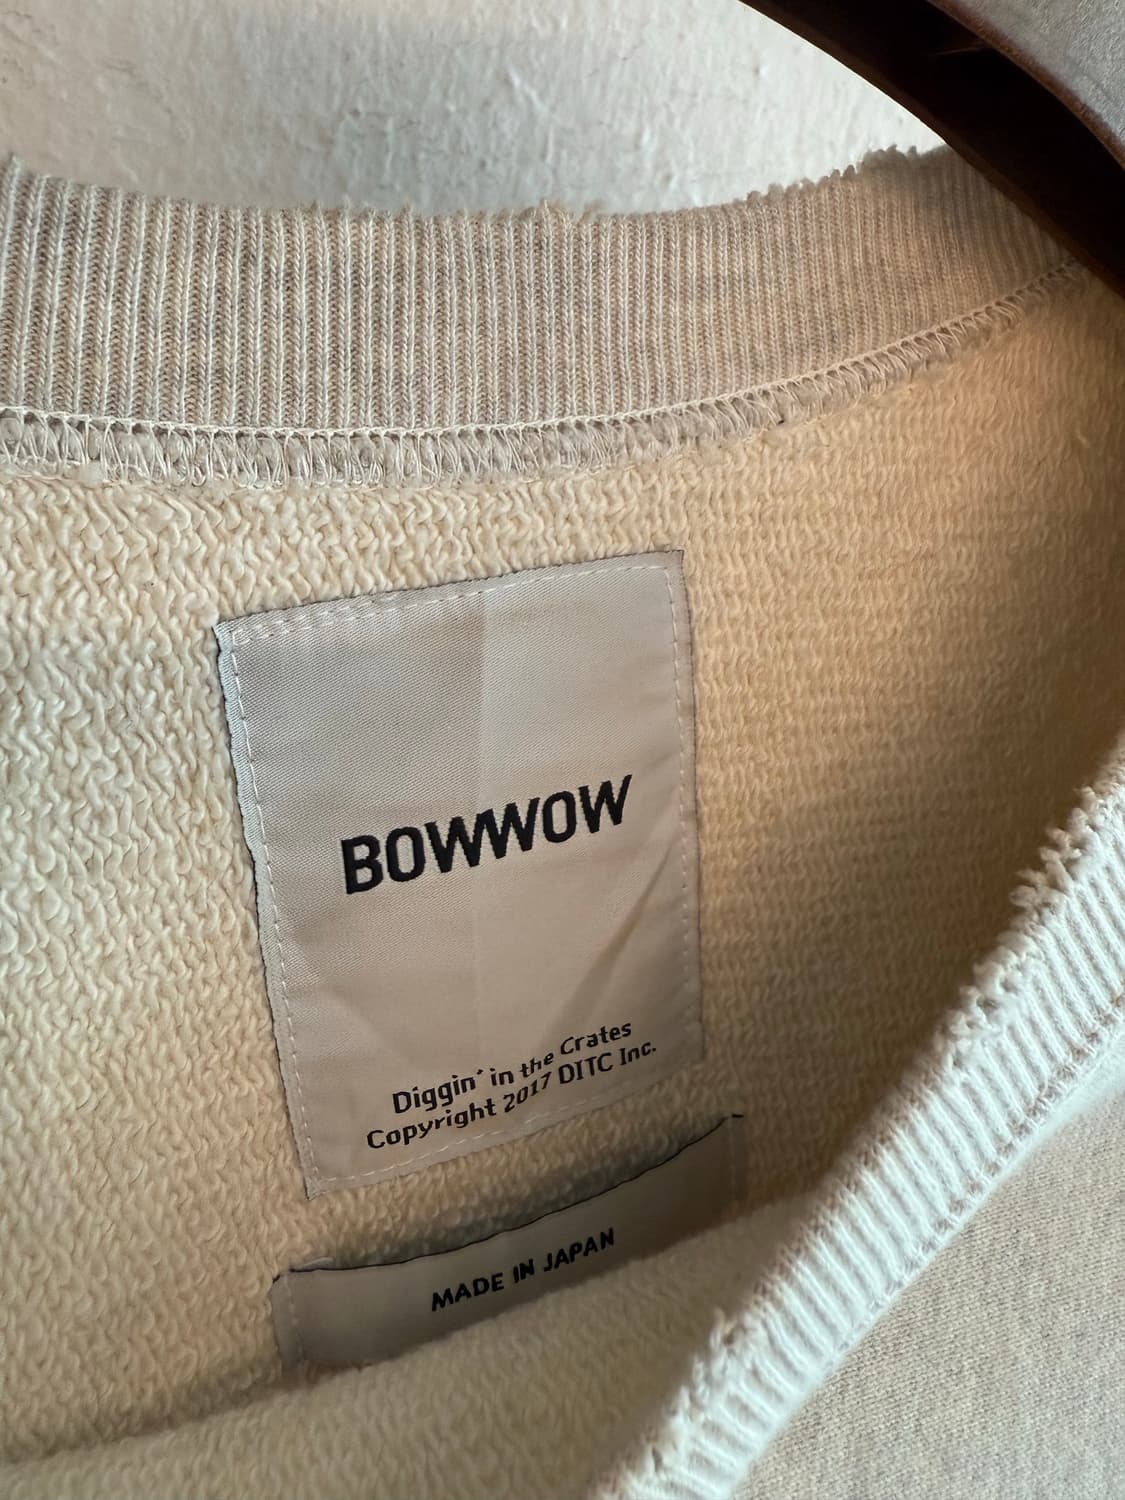 BOWWOW
Diggin' in the Crates
Copyright 2017 DITC Inc.
MADE IN JAPAN